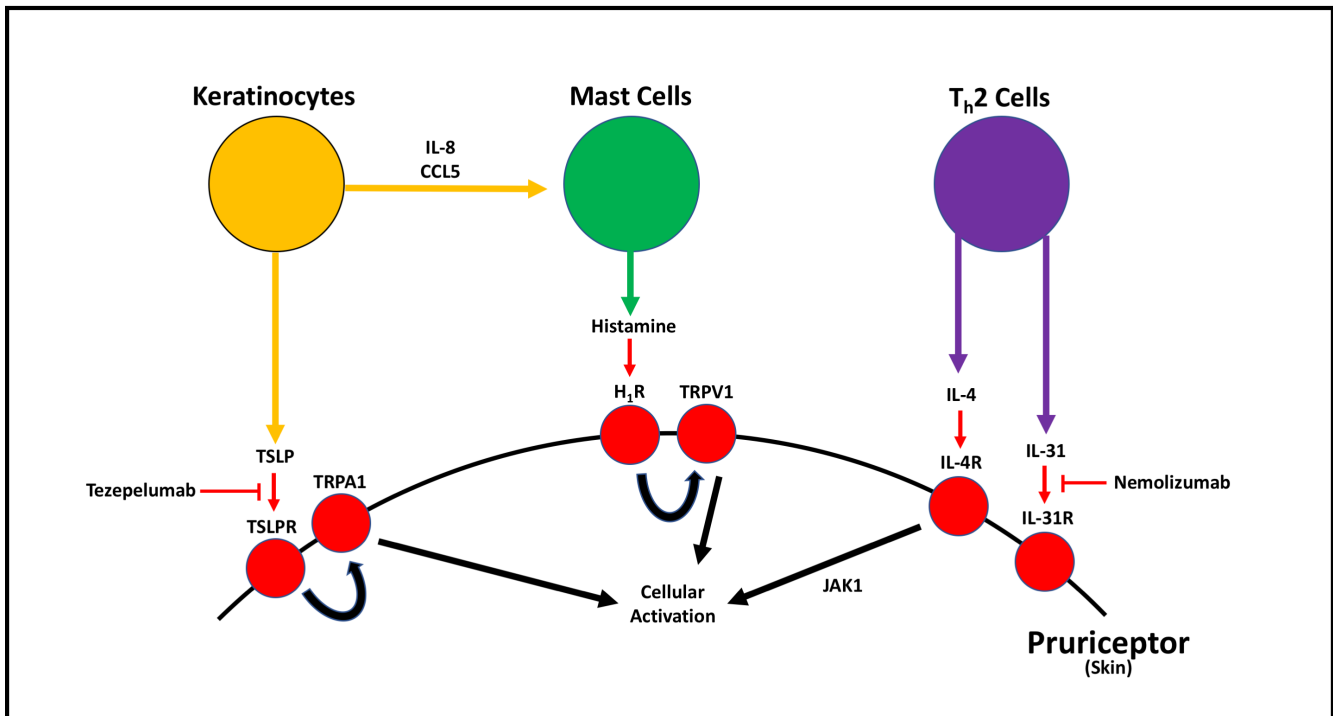 Keratinocytes
Mast Cells
Th2 Cells
IL-8
CCL5
Histamine
H1R
TRPV1
IL-4
TSLP
IL-4R
IL-31
Tezepelumab
TRPA1
Nemolizumab
TSLPR
IL-31R
Cellular
Activation
JAK1
Pruriceptor
(Skin)